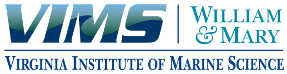 VIMS
WILLIAM
& MARY
VIRGINIA INSTITUTE OF MARINE SCIENCE